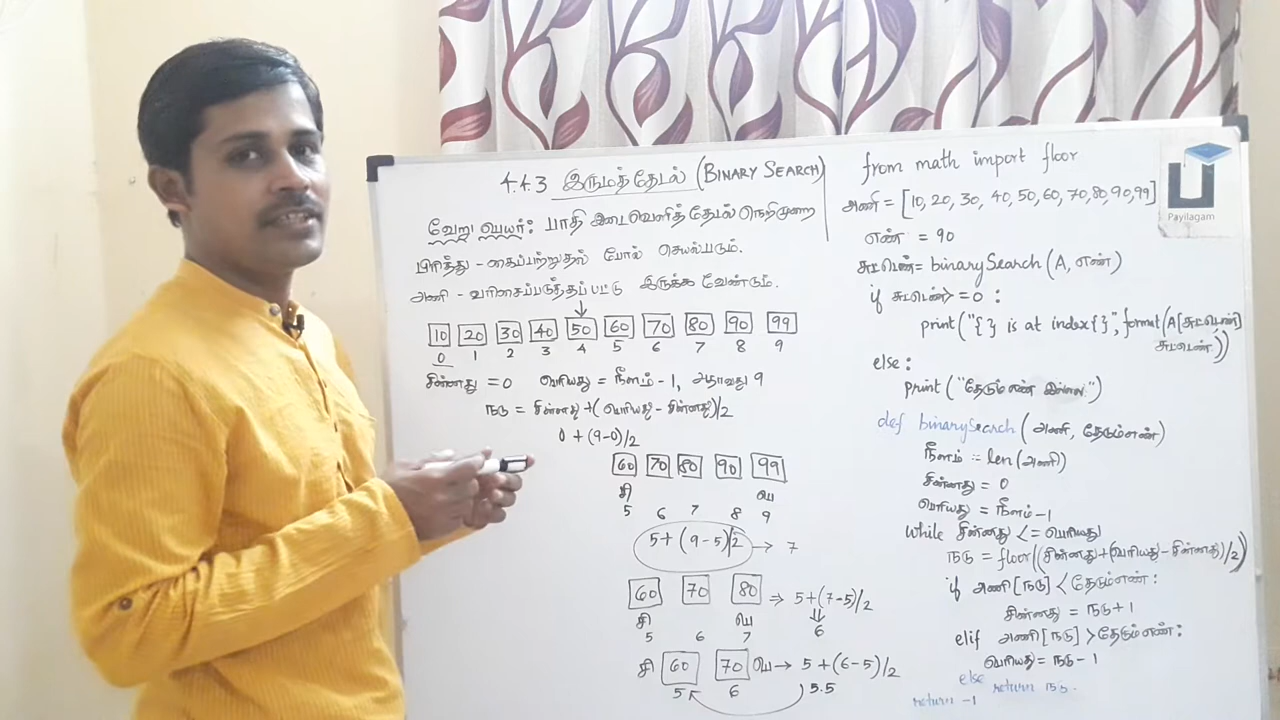 4.4.3 இருமத்தேடல் (BINARY SEARCH)
வேறு பெயர்: பாதி இடைவெளித் தேடல் நெறிமுறை
பிரித்து - கைப்பற்றுதல் போல் செயல்படும்.
அணி - வரிசைப்படுத்தப்பட்டு இருக்க வேண்டும்.
10 20 30 40 50 60 70 80 90 99
0 1 2 3 4 5 6 7 8 9
சின்னது = 0 பெரியது = நீளம் - 1, அதாவது 9
நடு = சின்னது + (பெரியது - சின்னது)/2
0 + (9-0)/2
60 70 80 90 99
சி பெ
5 6 7 8 9
5 + (9-5)/2 → 7
60 70 80 ⇒ 5+(7-5)/2
சி பெ ⇓
5 6 7 6
சி 60 70 பெ → 5 + (6-5)/2
5 6 5.5
from math import floor
அணி = [10, 20, 30, 40, 50, 60, 70, 80, 90, 99]
எண் = 90
சுட்டெண் = binarySearch (A, எண்)
if சுட்டெண் >= 0 :
print ("{ } is at index{ }", format(A[சுட்டெண்]
சுட்டெண்))
else :
print ("தேடும் எண் இல்லை")
def binarySearch (அணி, தேடும்எண்)
நீளம் = len (அணி)
சின்னது = 0
பெரியது = நீளம் -1
while சின்னது <= பெரியது
நடு = floor((சின்னது + (பெரியது - சின்னது)/2)
if அணி [நடு] < தேடும்எண் :
சின்னது = நடு + 1
elif அணி [நடு] > தேடும்எண் :
பெரியது = நடு - 1
else
return நடு.
return -1
Payilagam